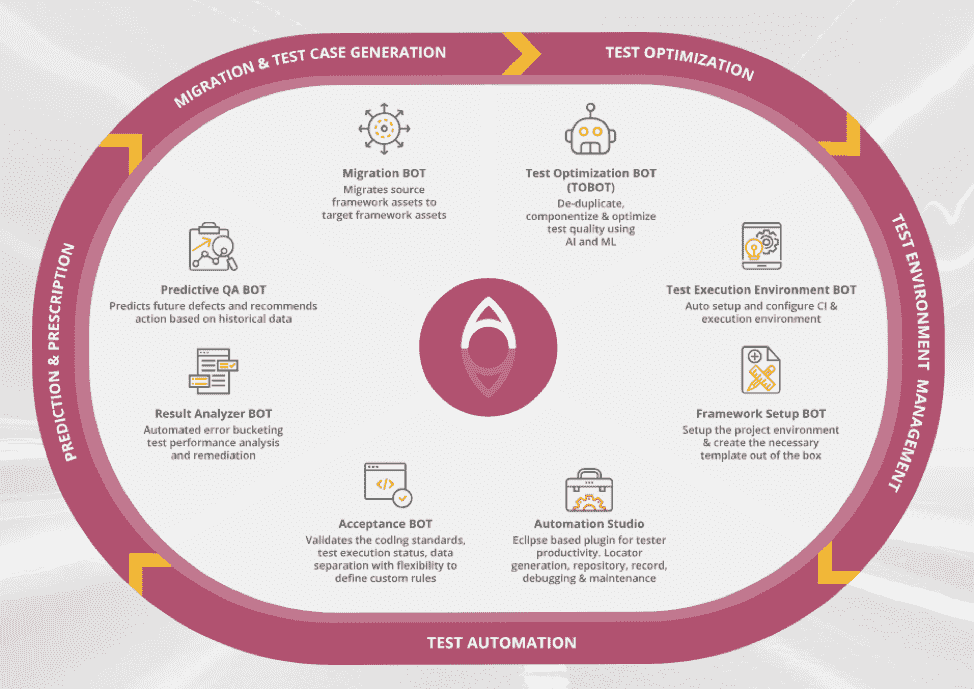 MIGRATION & TEST CASE GENERATION
TEST OPTIMIZATION
TEST ENVIRONMENT MANAGEMENT
TEST AUTOMATION
PREDICTION & PRESCRIPTION
Migration BOT
Migrates source
framework assets to
target framework assets
Test Optimization BOT
(TOBOT)
De-duplicate,
componentize & optimize
test quality using
AI and ML
Test Execution Environment BOT
Auto setup and configure CI &
execution environment
Framework Setup BOT
Setup the project environment
& create the necessary
template out of the box
Automation Studio
Eclipse based plugin for tester
productivity. Locator
generation, repository, record,
debugging & maintenance
Acceptance BOT
Validates the coding standards,
test execution status, data
separation with flexibility to
define custom rules
</>
Result Analyzer BOT
Automated error bucketing
test performance analysis
and remediation
Predictive QA BOT
Predicts future defects and recommends
action based on historical data